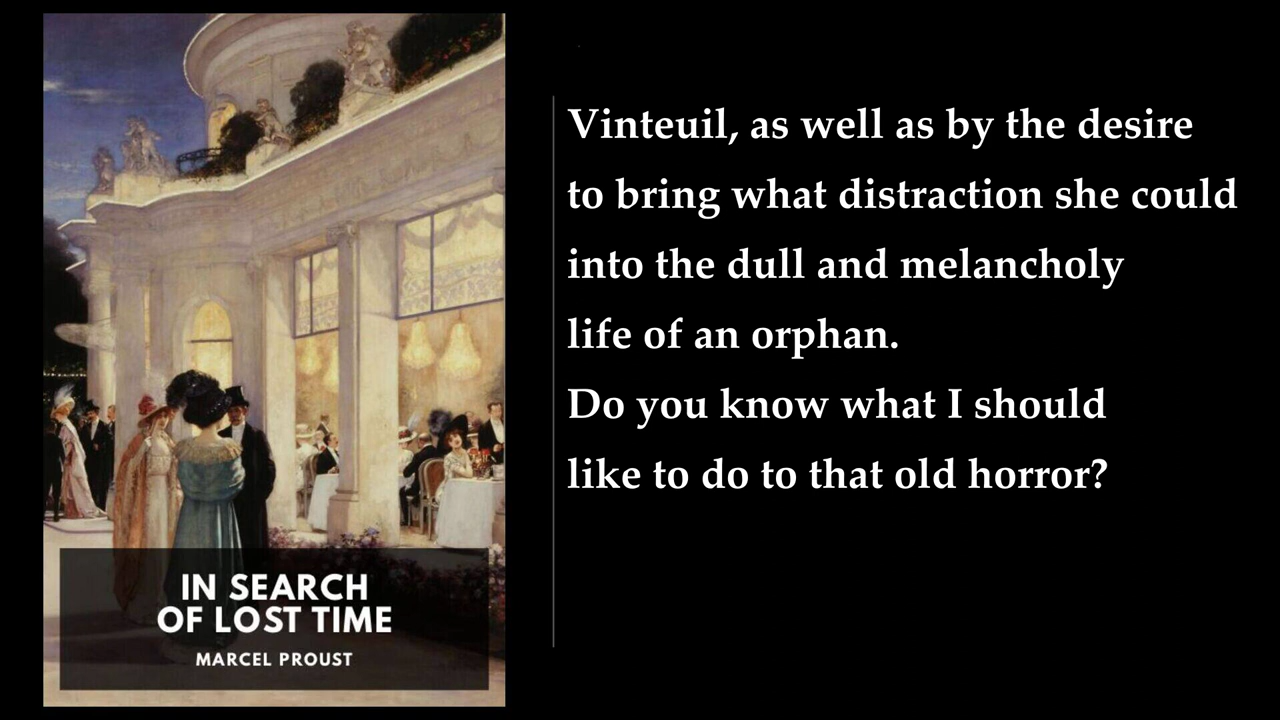 Vinteuil, as well as by the desire
to bring what distraction she could
into the dull and melancholy
life of an orphan.
Do you know what I should
like to do to that old horror?
IN SEARCH
OF LOST TIME
MARCEL PROUST